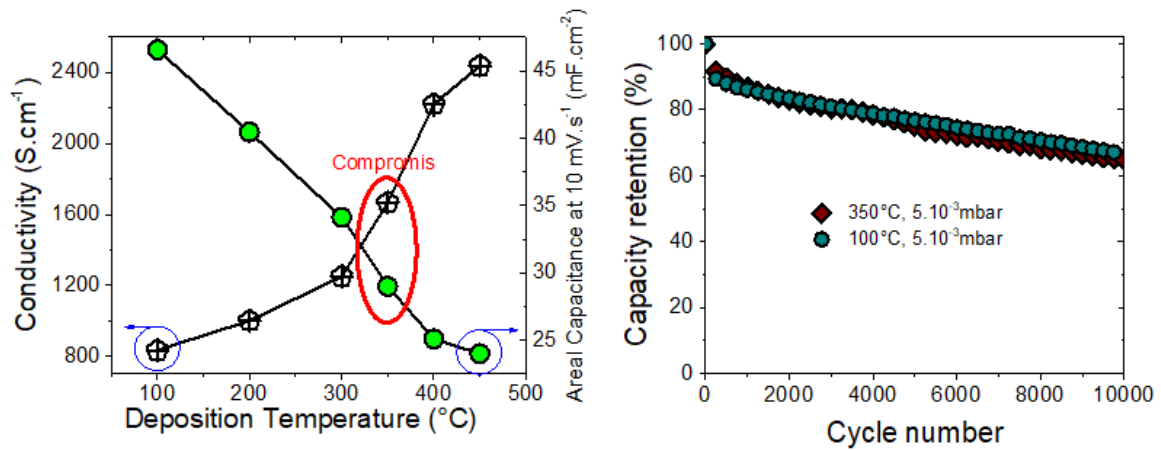 Conductivity (S.cm⁻¹)
2400
2000
1600
1200
800
Compromis
45
40
35
30
25
Areal Capacitance at 10 mV.s⁻¹ (mF.cm⁻²)
100 200 300 400 500
Deposition Temperature (°C)
Capacity retention (%)
100
80
60
40
20
0
350°C, 5.10⁻³mbar
100°C, 5.10⁻³mbar
0 2000 4000 6000 8000 10000
Cycle number